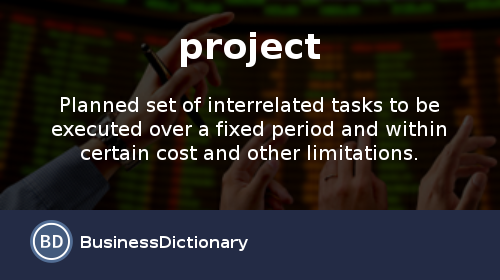 project
Planned set of interrelated tasks to be
executed over a fixed period and within
certain cost and other limitations.
BD BusinessDictionary